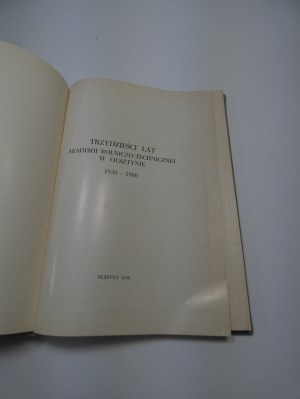 TRZYDZIEŚCI LAT
AKADEMII ROLNICZO-TECHNICZNEJ
W OLSZTYNIE
1950 - 1980
OLSZTYN 1980